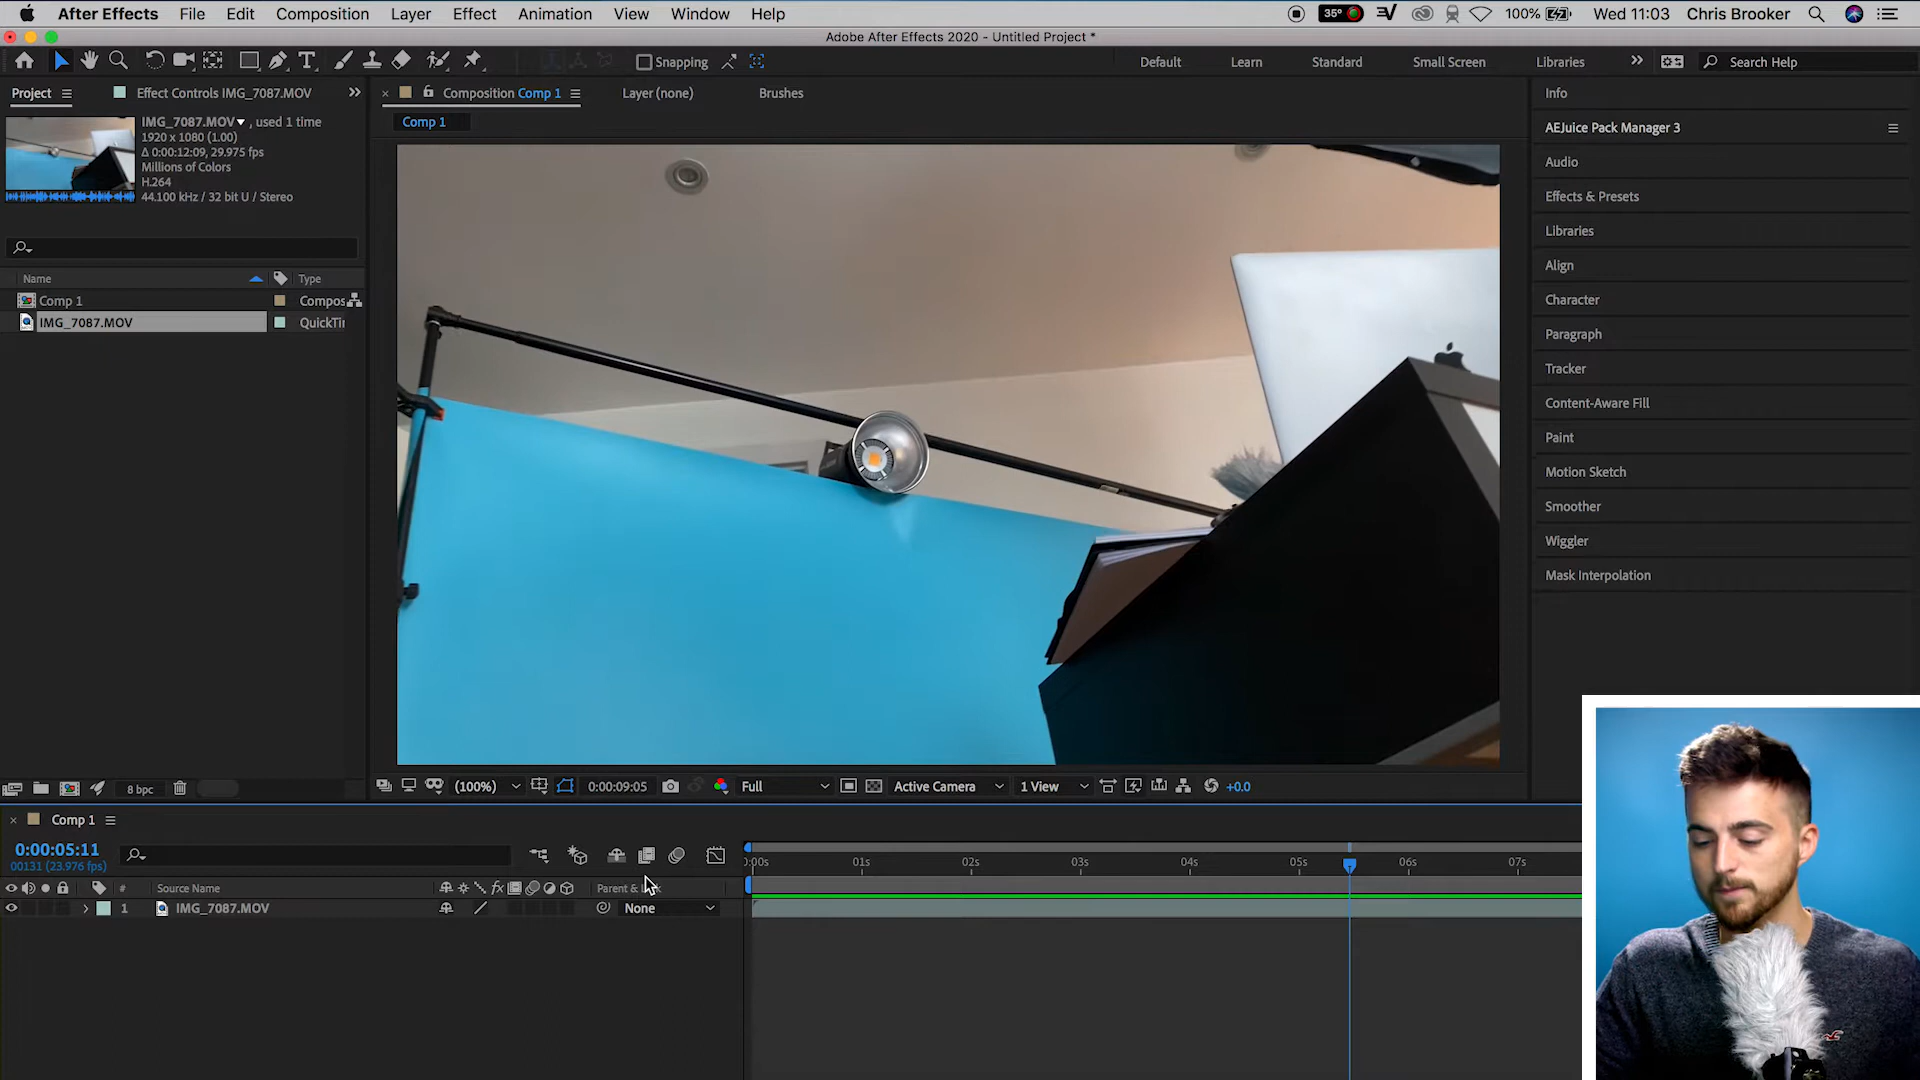 After Effects File Edit Composition Layer Effect Animation View Window Help 35° 100% Wed 11:03 Chris Brooker
Adobe After Effects 2020 - Untitled Project *
Snapping Default Learn Standard Small Screen Libraries Search Help
Project Effect Controls IMG_7087.MOV
Composition Comp 1 Layer (none) Brushes
Comp 1
IMG_7087.MOV , used 1 time
1920 x 1080 (1.00)
Δ 0:00:12:09, 29.975 fps
Millions of Colors
H.264
44.100 kHz / 32 bit U / Stereo
Name Type
Comp 1 Compos
IMG_7087.MOV QuickTir
8 bpc
(100%) 0:00:09:05 Full Active Camera 1 View +0.0
Info
AEJuice Pack Manager 3
Audio
Effects & Presets
Libraries
Align
Character
Paragraph
Tracker
Content-Aware Fill
Paint
Motion Sketch
Smoother
Wiggler
Mask Interpolation
Comp 1
0:00:05:11
00131 (23.976 fps)
):00s 01s 02s 03s 04s 05s 06s 07s
# Source Name fx Parent &
1 IMG_7087.MOV None